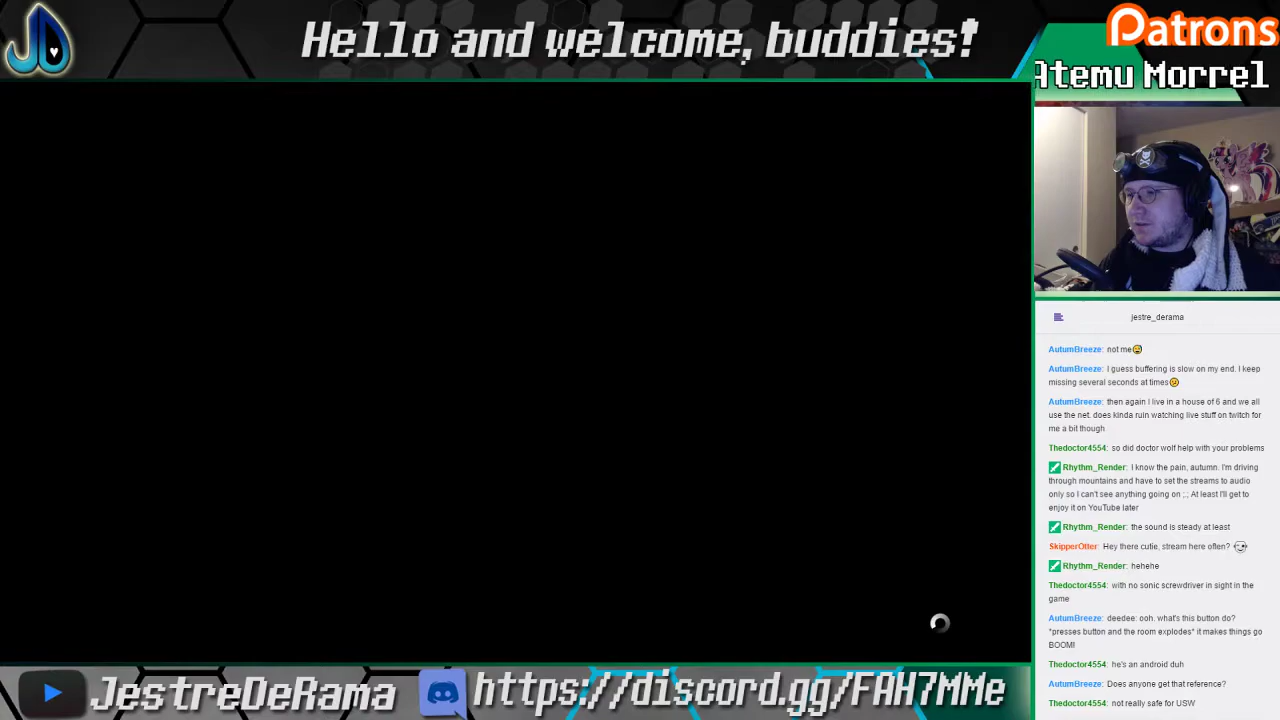 JD
Hello and welcome, buddies!
Patrons
Atemu Morrel
jestre_derama
AutumBreeze: not me😰
AutumBreeze: I guess buffering is slow on my end. I keep
missing several seconds at times😕
AutumBreeze: then again I live in a house of 6 and we all
use the net. does kinda ruin watching live stuff on twitch for
me a bit though
Thedoctor4554: so did doctor wolf help with your problems
Rhythm_Render: I know the pain, autumn. I'm driving
through mountains and have to set the streams to audio
only so I can't see anything going on ;.; At least I'll get to
enjoy it on YouTube later
Rhythm_Render: the sound is steady at least
SkipperOtter: Hey there cutie, stream here often?
Rhythm_Render: hehehe
Thedoctor4554: with no sonic screwdriver in sight in the
game
AutumBreeze: deedee: ooh. what's this button do?
*presses button and the room explodes* it makes things go
BOOM!
Thedoctor4554: he's an android duh
AutumBreeze: Does anyone get that reference?
Thedoctor4554: not really safe for USW
JestreDeRama
https://discord.gg/FAH7MMe